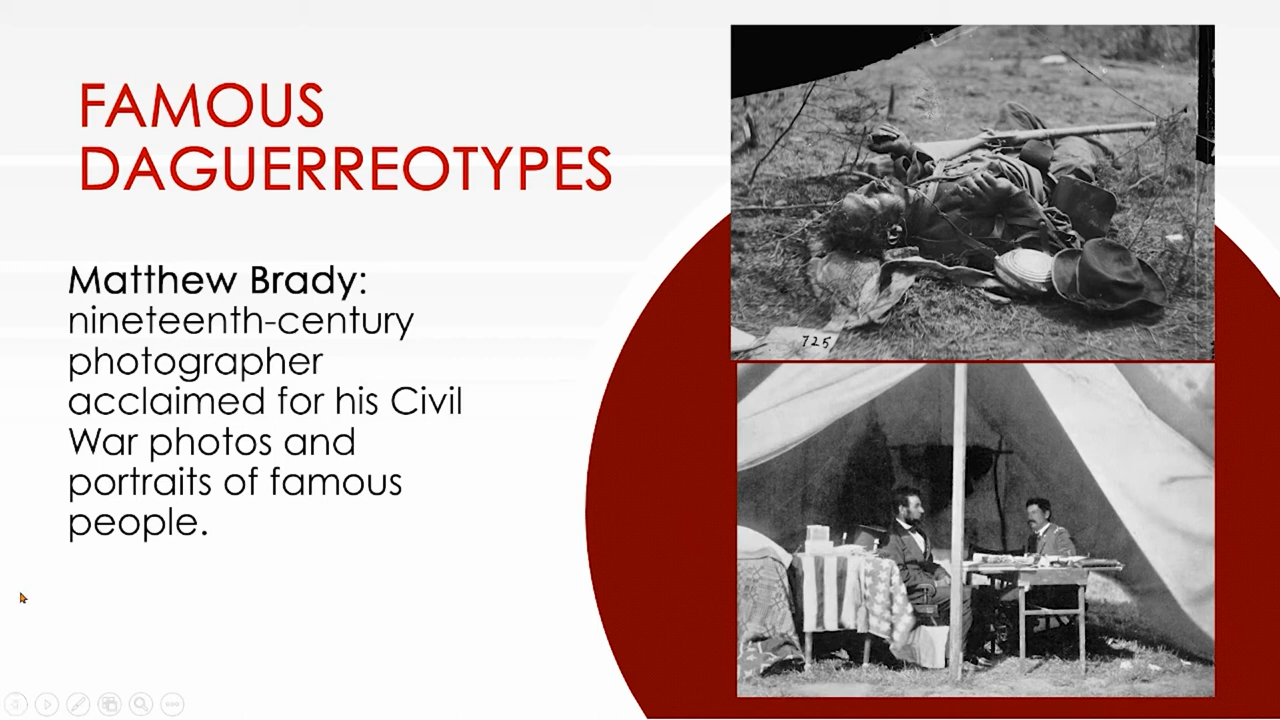 FAMOUS
DAGUERREOTYPES
Matthew Brady:
nineteenth-century
photographer
acclaimed for his Civil
War photos and
portraits of famous
people.
725